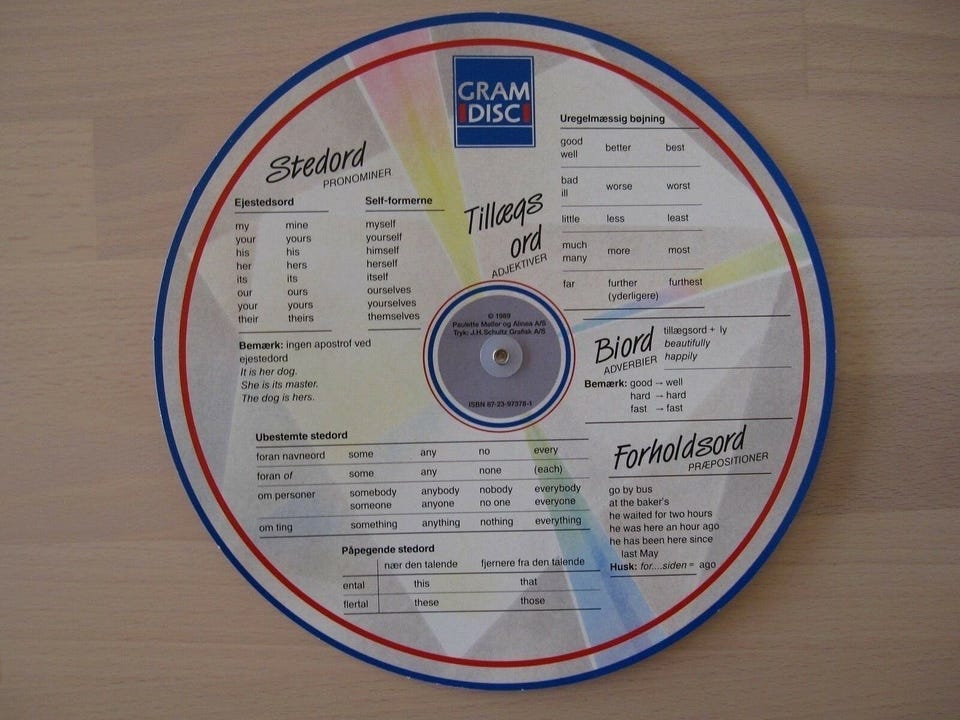 GRAM
DISC
Stedord
PRONOMINER
Ejestedsord Self-formerne
my mine myself
your yours yourself
his his himself
her hers herself
its its itself
our ours ourselves
your yours yourselves
their theirs themselves
Bemærk: ingen apostrof ved
ejestedord
It is her dog.
She is its master.
The dog is hers.
Tillægs
ord
ADJEKTIVER
Uregelmæssig bøjning
good
well better best
bad
ill worse worst
little less least
much
many more most
far further furthest
(yderligere)
© 1989
Paulette Møller og Alinea A/S
Tryk: J.H.Schultz Grafisk A/S
ISBN 87-23-97378-1
Biord
ADVERBIER
tillægsord + ly
beautifully
happily
Bemærk: good → well
hard → hard
fast → fast
Ubestemte stedord
foran navneord some any no every
foran of some any none (each)
om personer somebody anybody nobody everybody
someone anyone no one everyone
om ting something anything nothing everything
Påpegende stedord
nær den talende fjernere fra den talende
ental this that
flertal these those
Forholdsord
PRÆPOSITIONER
go by bus
at the baker's
he waited for two hours
he was here an hour ago
he has been here since
last May
Husk: for....siden = ago